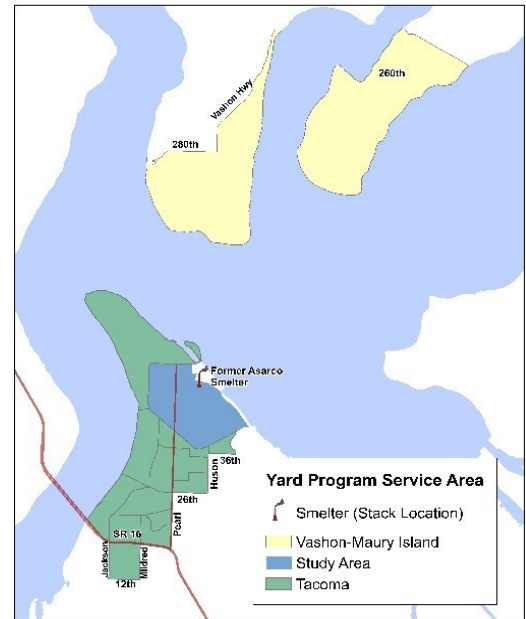 260th
Vashon Hwy
280th
Former Asarco
Smelter
36th
Huson
26th
Pearl
SR 16
Jackson
Mildred
12th
Yard Program Service Area
Smelter (Stack Location)
Vashon-Maury Island
Study Area
Tacoma